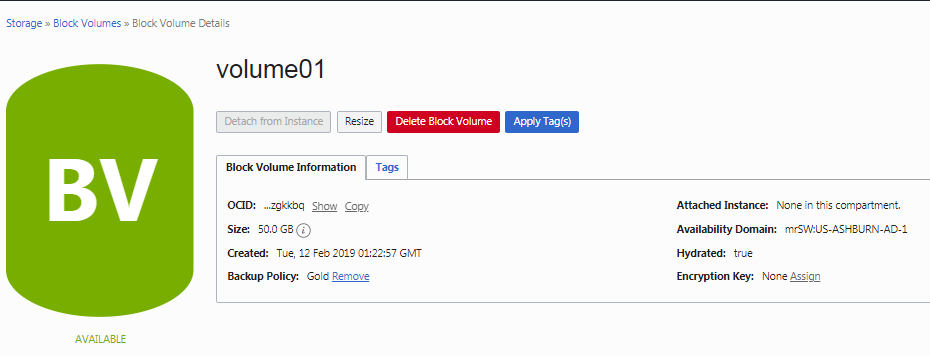 Storage » Block Volumes » Block Volume Details
BV
AVAILABLE
volume01
Detach from Instance Resize Delete Block Volume Apply Tag(s)
Block Volume Information Tags
OCID: ...zgkkbq Show Copy
Size: 50.0 GB i
Created: Tue, 12 Feb 2019 01:22:57 GMT
Backup Policy: Gold Remove
Attached Instance: None in this compartment.
Availability Domain: mrSW:US-ASHBURN-AD-1
Hydrated: true
Encryption Key: None Assign